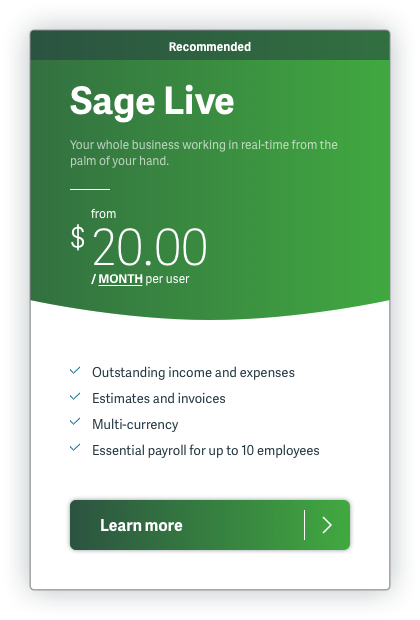 Recommended
Sage Live
Your whole business working in real-time from the
palm of your hand.
from
$ 20.00
/ MONTH per user
Outstanding income and expenses
Estimates and invoices
Multi-currency
Essential payroll for up to 10 employees
Learn more